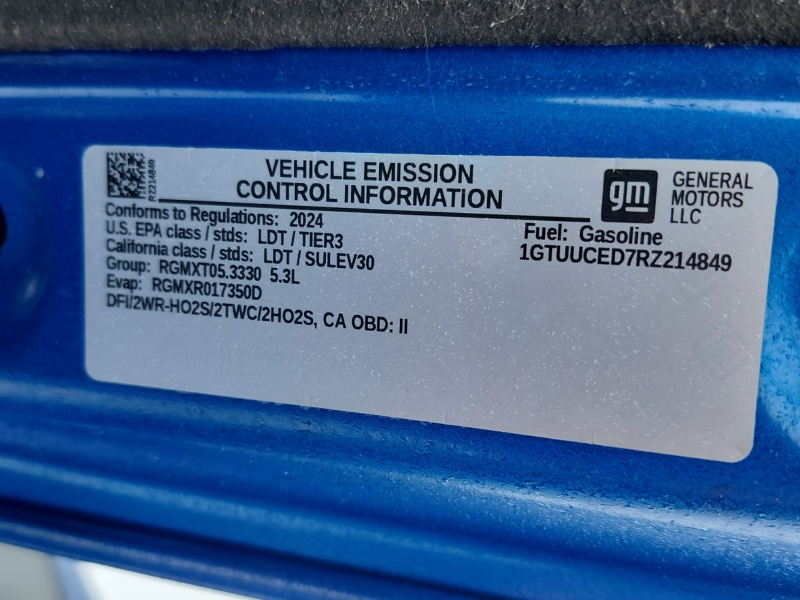 RZ214849
VEHICLE EMISSION
CONTROL INFORMATION
gm
GENERAL
MOTORS
LLC
Conforms to Regulations: 2024
U.S. EPA class / stds: LDT / TIER3
California class / stds: LDT / SULEV30
Group: RGMXT05.3330 5.3L
Evap: RGMXR017350D
DFI/2WR-HO2S/2TWC/2HO2S, CA OBD: II
Fuel: Gasoline
1GTUUCED7RZ214849